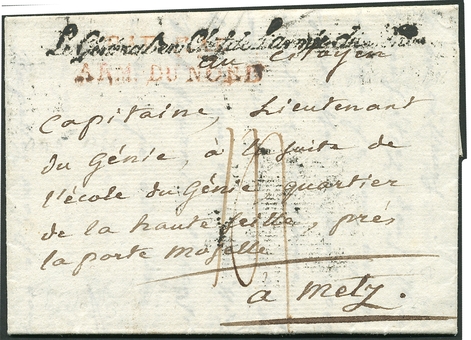 Le Général en Chef de l'armée du
ARM. DU NORD
au Citoyen
Capitaine, Lieutenant
du Génie, à la suite de
l'école du Génie, quartier
de la haute Seille, près
la porte Mozelle
à Metz.